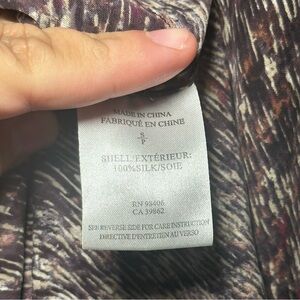 MADE IN CHINA
FABRIQUÉ EN CHINE
S
P
SHELL/EXTÉRIEUR:
100%SILK/SOIE
RN 98406
CA 39862
SEE REVERSE SIDE FOR CARE INSTRUCTION
DIRECTIVE D'ENTRETIEN AU VERSO